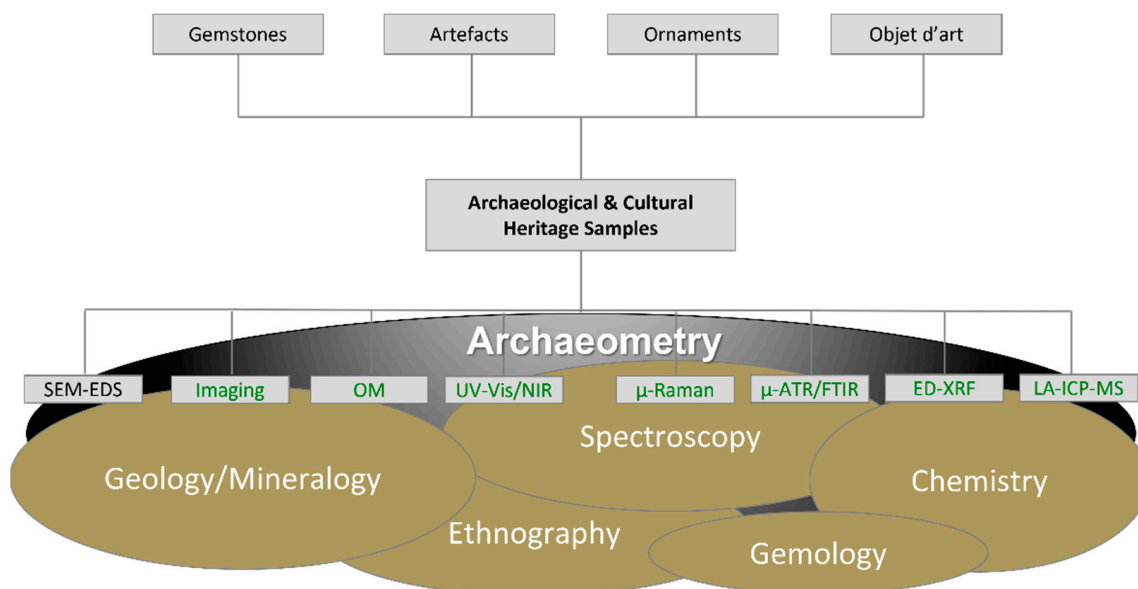 Gemstones
Artefacts
Ornaments
Objet d’art
Archaeological & Cultural
Heritage Samples
Archaeometry
SEM-EDS
Imaging
OM
UV-Vis/NIR
μ-Raman
μ-ATR/FTIR
ED-XRF
LA-ICP-MS
Spectroscopy
Geology/Mineralogy
Chemistry
Ethnography
Gemology